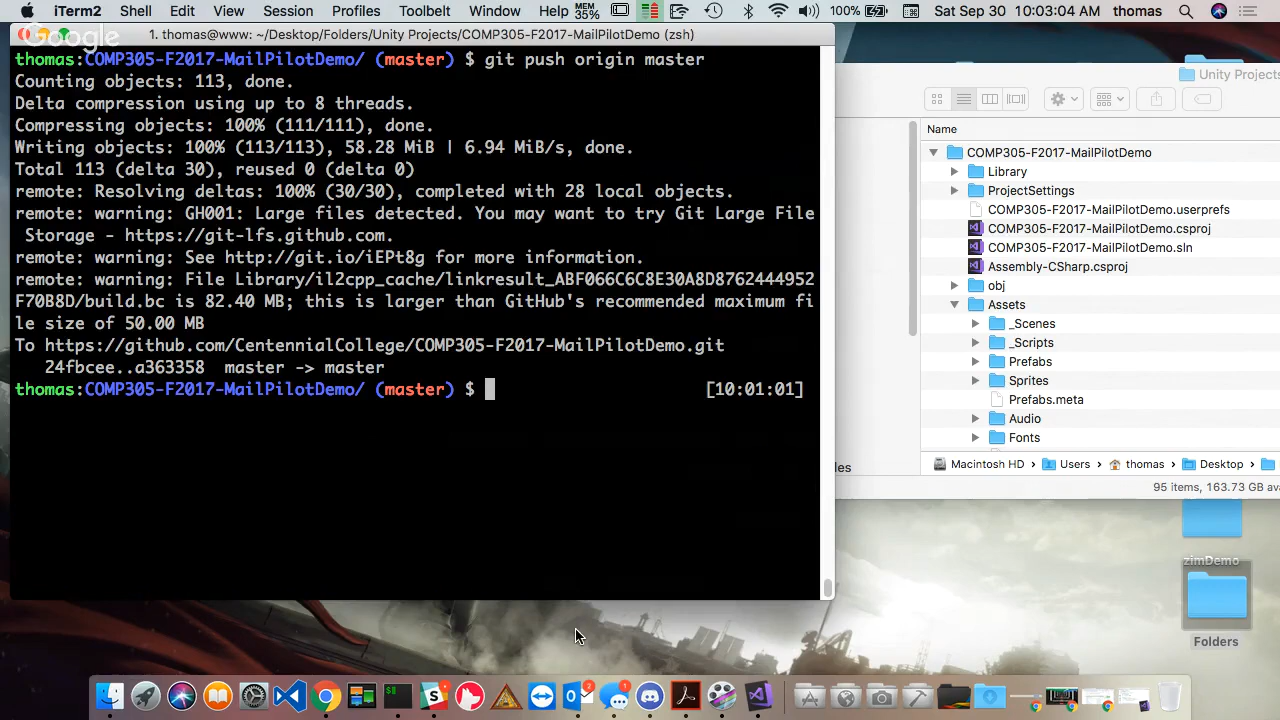 iTerm2 Shell Edit View Session Profiles Toolbelt Window Help MEM 35% 100% Sat Sep 30 10:03:04 AM thomas
Google
1. thomas@www: ~/Desktop/Folders/Unity Projects/COMP305-F2017-MailPilotDemo (zsh)
thomas:COMP305-F2017-MailPilotDemo/ (master) $ git push origin master
Counting objects: 113, done.
Delta compression using up to 8 threads.
Compressing objects: 100% (111/111), done.
Writing objects: 100% (113/113), 58.28 MiB | 6.94 MiB/s, done.
Total 113 (delta 30), reused 0 (delta 0)
remote: Resolving deltas: 100% (30/30), completed with 28 local objects.
remote: warning: GH001: Large files detected. You may want to try Git Large File
Storage - https://git-lfs.github.com.
remote: warning: See http://git.io/iEPt8g for more information.
remote: warning: File Library/il2cpp_cache/linkresult_ABF066C6C8E30A8D8762444952
F70B8D/build.bc is 82.40 MB; this is larger than GitHub's recommended maximum fi
le size of 50.00 MB
To https://github.com/CentennialCollege/COMP305-F2017-MailPilotDemo.git
24fbcee..a363358 master -> master
thomas:COMP305-F2017-MailPilotDemo/ (master) $ [10:01:01]
Unity Projects
Name
COMP305-F2017-MailPilotDemo
Library
ProjectSettings
COMP305-F2017-MailPilotDemo.userprefs
COMP305-F2017-MailPilotDemo.csproj
COMP305-F2017-MailPilotDemo.sln
Assembly-CSharp.csproj
obj
Assets
_Scenes
_Scripts
Prefabs
Sprites
Prefabs.meta
Audio
Fonts
les
Macintosh HD > Users > thomas > Desktop >
95 items, 163.73 GB ava
zimDemo
Folders